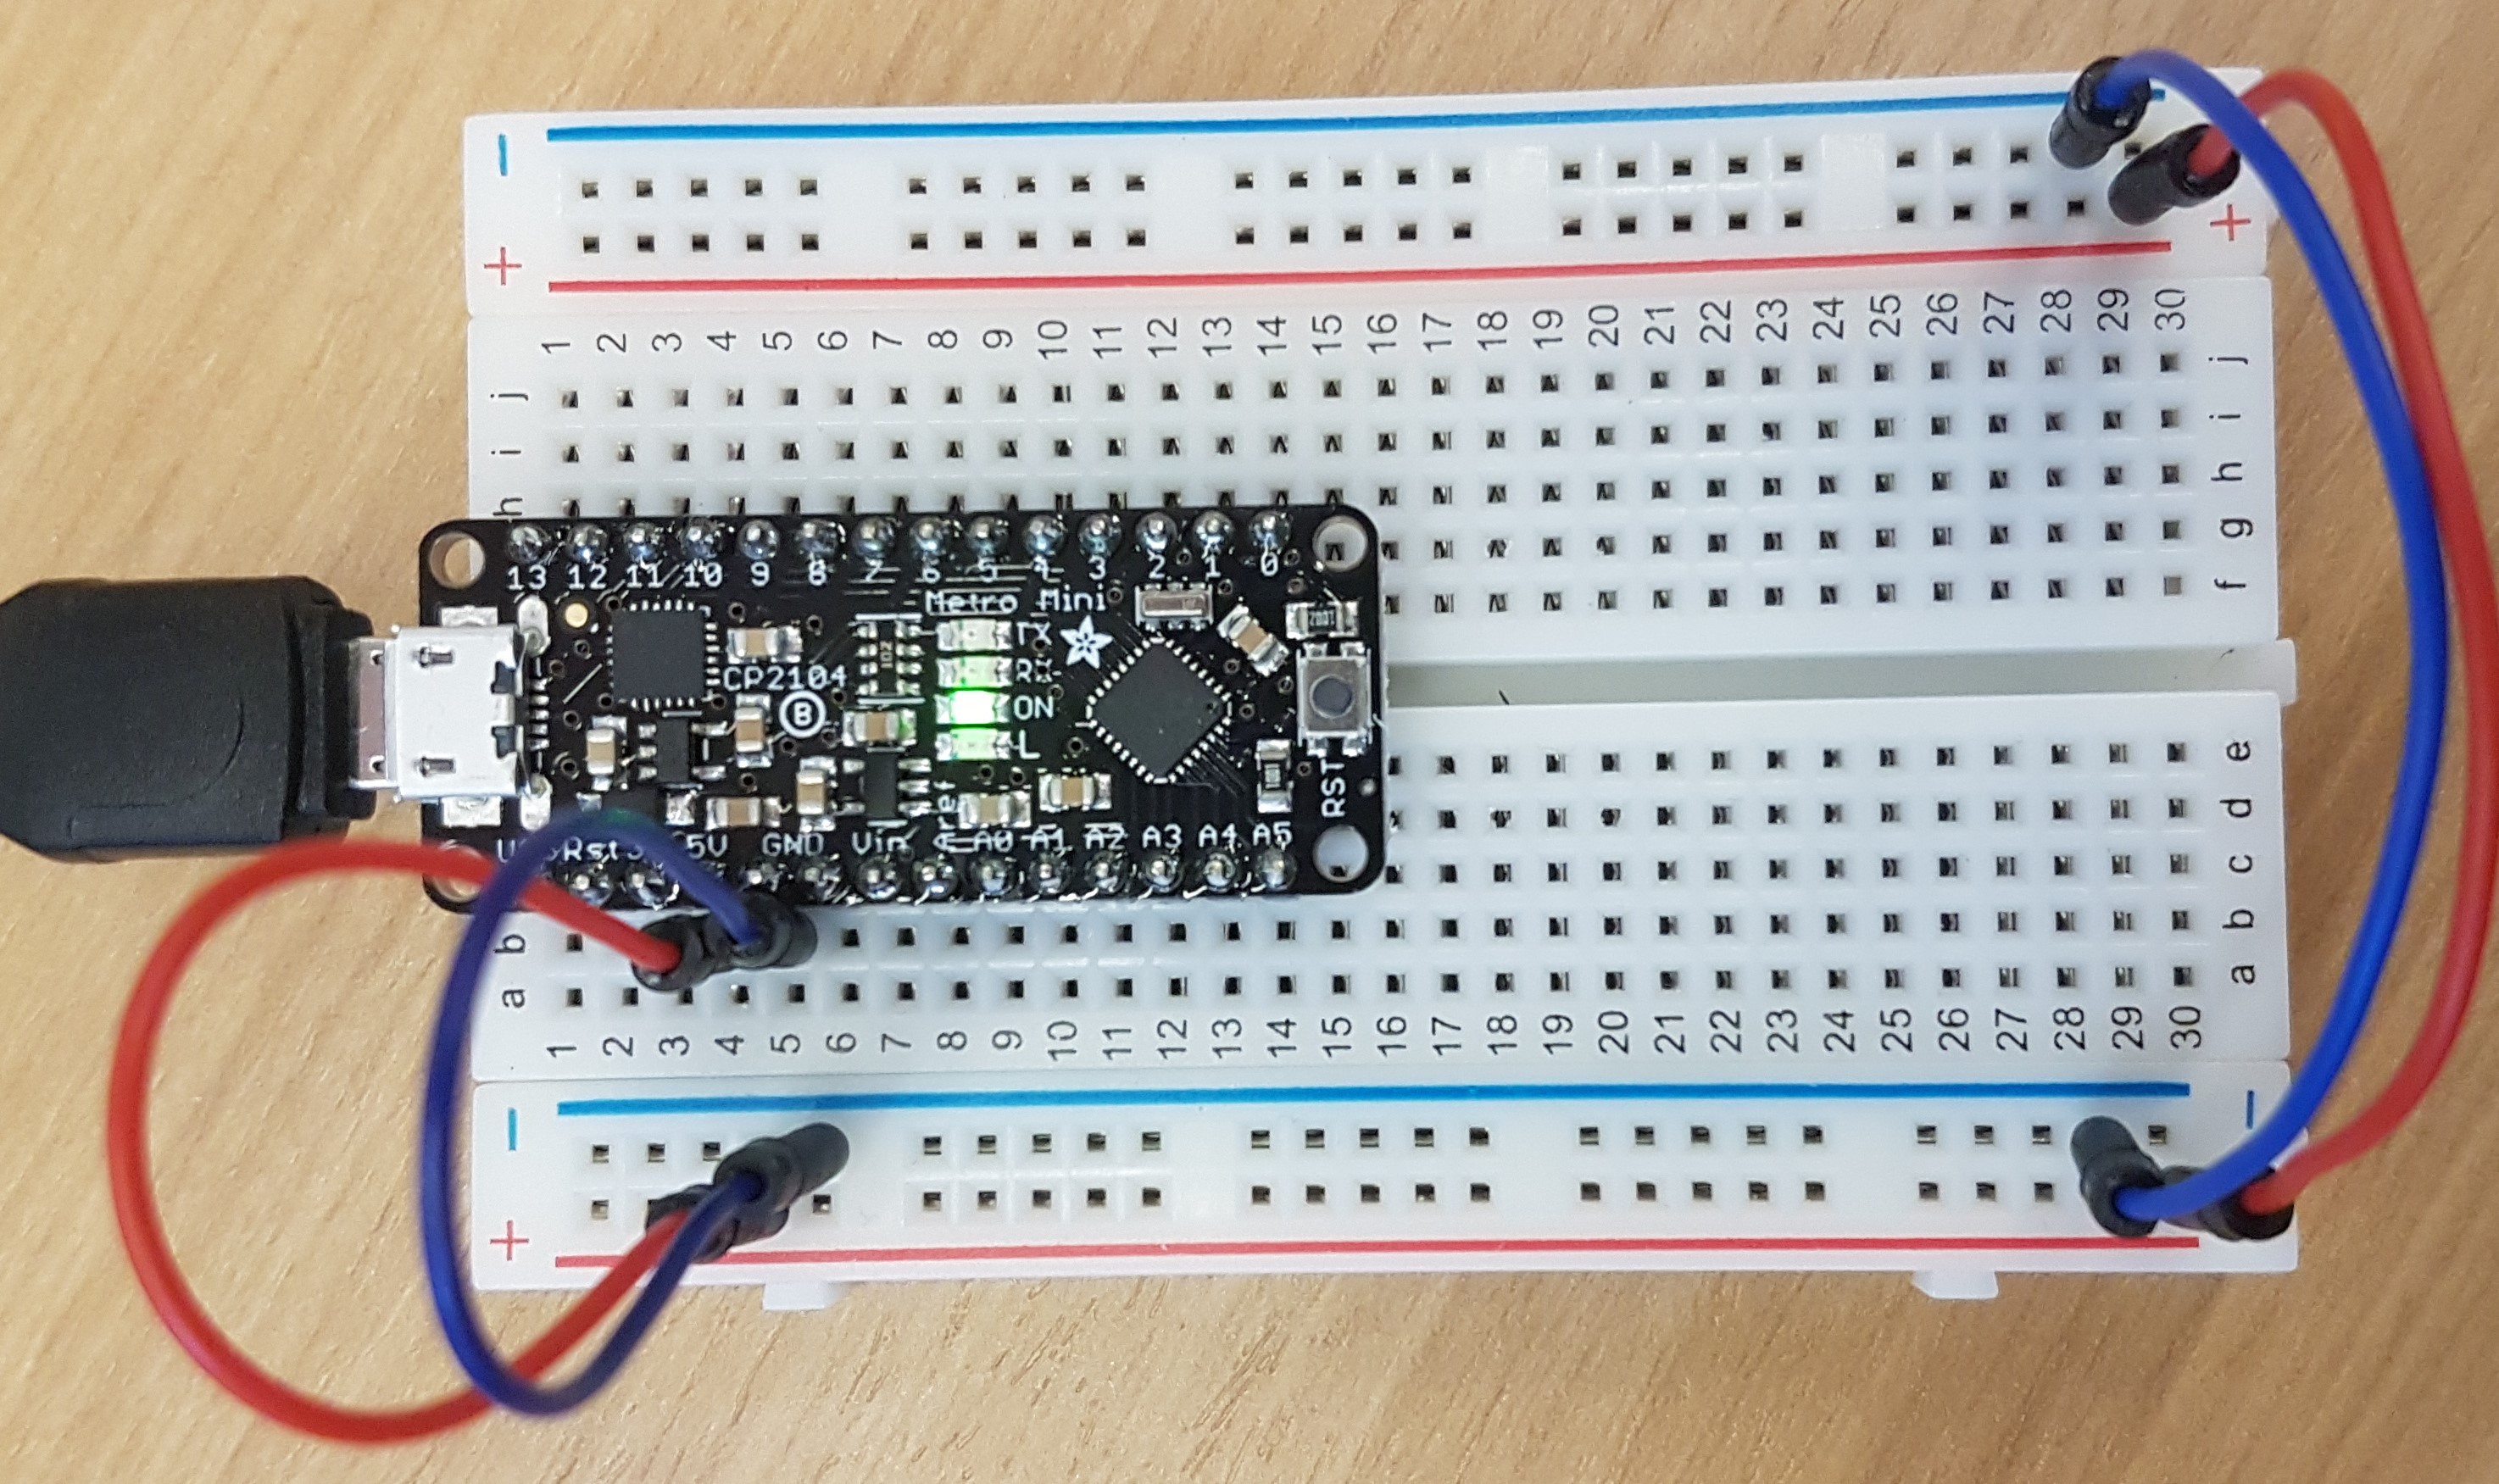 −
+ +
1 2 3 4 5 6 7 8 9 10 11 12 13 14 15 16 17 18 19 20 21 22 23 24 25 26 27 28 29 30
j j
i i
h h
g
f
13 12 11 10 9 8 7 6 5 4 3 2 1 0
Metro Mini
TX
RX
CP2104
B
ON
L
RST
Aref
5V GND Vin A0 A1 A2 A3 A4 A5
Rst
e
d
c
b b
a a
1 2 3 4 5 6 7 8 9 10 11 12 13 14 15 16 17 18 19 20 21 22 23 24 25 26 27 28 29 30
− −
+